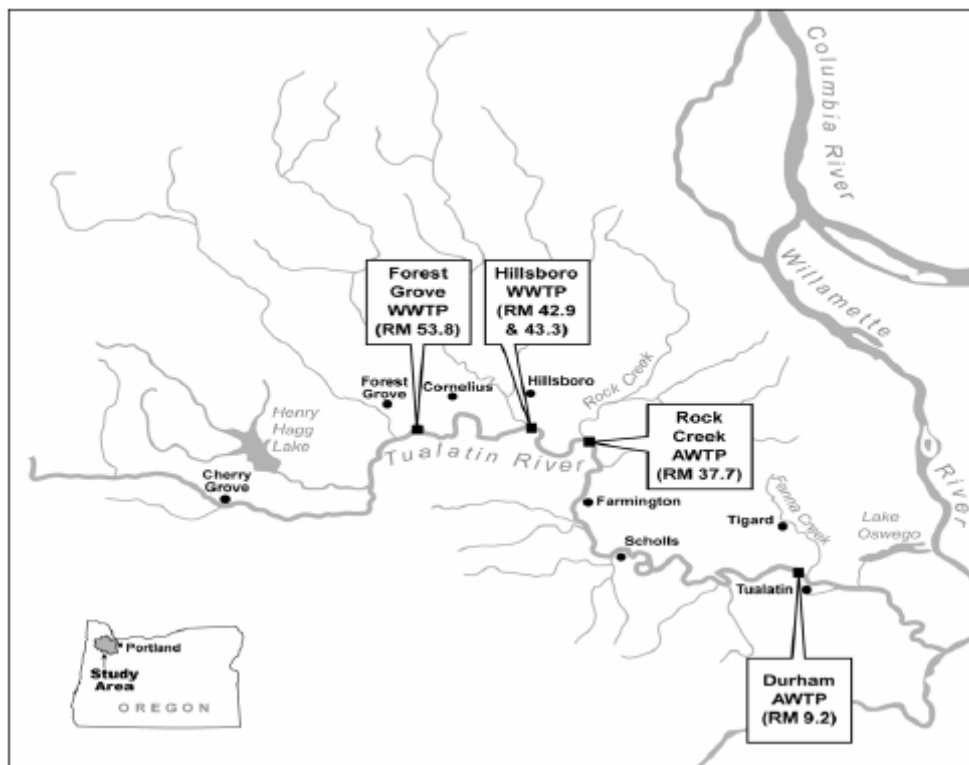 Columbia River
Willamette
River
Forest
Grove
WWTP
(RM 53.8)
Hillsboro
WWTP
(RM 42.9
& 43.3)
Forest
Grove
Cornelius
Hillsboro
Rock Creek
Henry
Hagg
Lake
Tualatin River
Rock
Creek
AWTP
(RM 37.7)
Cherry
Grove
Farmington
Tigard
Fanna Creek
Lake
Oswego
Scholls
Tualatin
Durham
AWTP
(RM 9.2)
Portland
Study
Area
OREGON